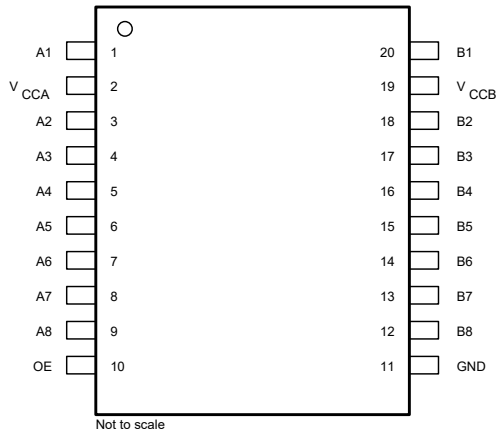 A1 1 20 B1
VCCA 2 19 VCCB
A2 3 18 B2
A3 4 17 B3
A4 5 16 B4
A5 6 15 B5
A6 7 14 B6
A7 8 13 B7
A8 9 12 B8
OE 10 11 GND
Not to scale